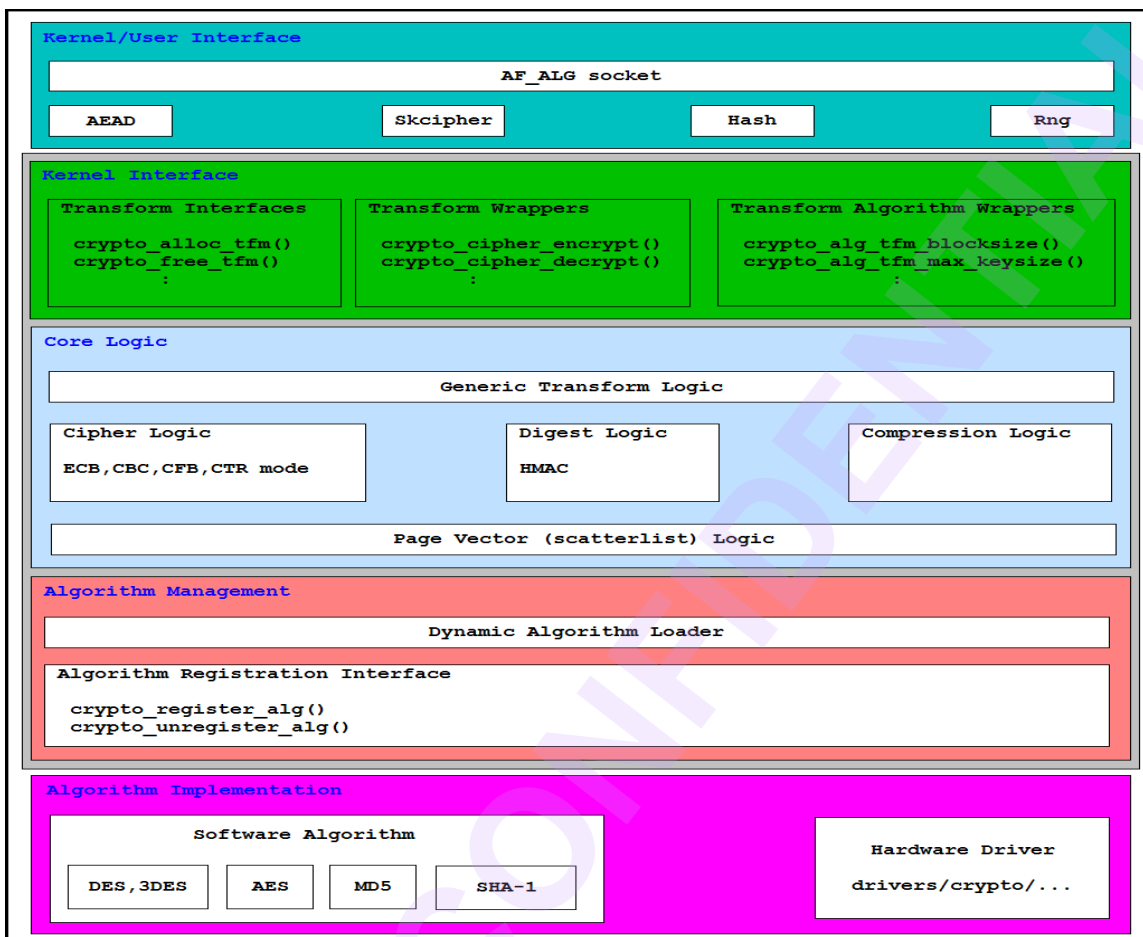 Kernel/User Interface
AF_ALG socket
AEAD
Skcipher
Hash
Rng
Kernel Interface
Transform Interfaces
crypto_alloc_tfm()
crypto_free_tfm()
:
Transform Wrappers
crypto_cipher_encrypt()
crypto_cipher_decrypt()
:
Transform Algorithm Wrappers
crypto_alg_tfm_blocksize()
crypto_alg_tfm_max_keysize()
:
Core Logic
Generic Transform Logic
Cipher Logic
ECB,CBC,CFB,CTR mode
Digest Logic
HMAC
Compression Logic
Page Vector (scatterlist) Logic
Algorithm Management
Dynamic Algorithm Loader
Algorithm Registration Interface
crypto_register_alg()
crypto_unregister_alg()
Algorithm Implementation
Software Algorithm
DES,3DES
AES
MD5
SHA-1
Hardware Driver
drivers/crypto/...
CONFIDENTIAL